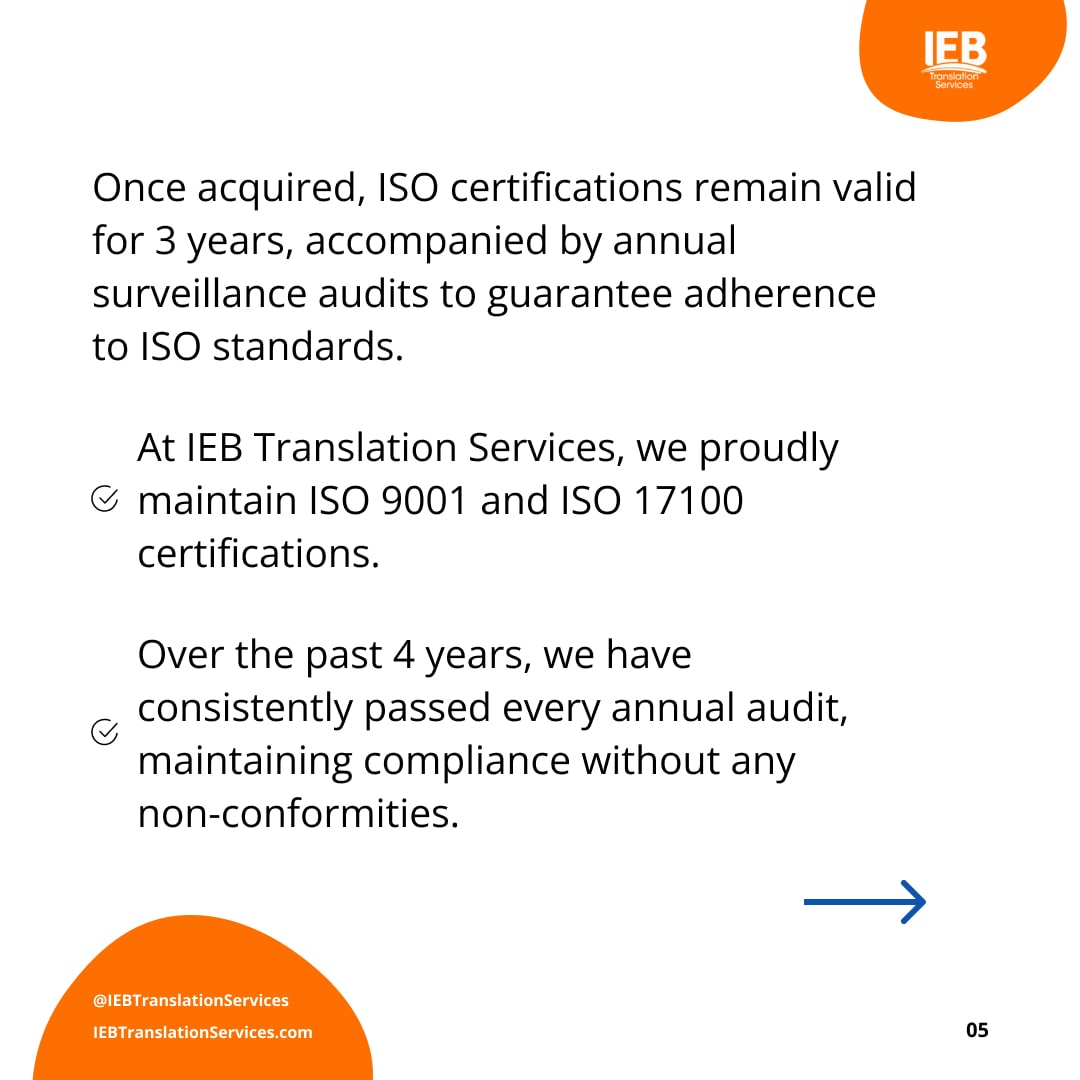 IEB
Translation
Services
Once acquired, ISO certifications remain valid
for 3 years, accompanied by annual
surveillance audits to guarantee adherence
to ISO standards.
At IEB Translation Services, we proudly
maintain ISO 9001 and ISO 17100
certifications.
Over the past 4 years, we have
consistently passed every annual audit,
maintaining compliance without any
non-conformities.
@IEBTranslationServices
IEBTranslationServices.com
05